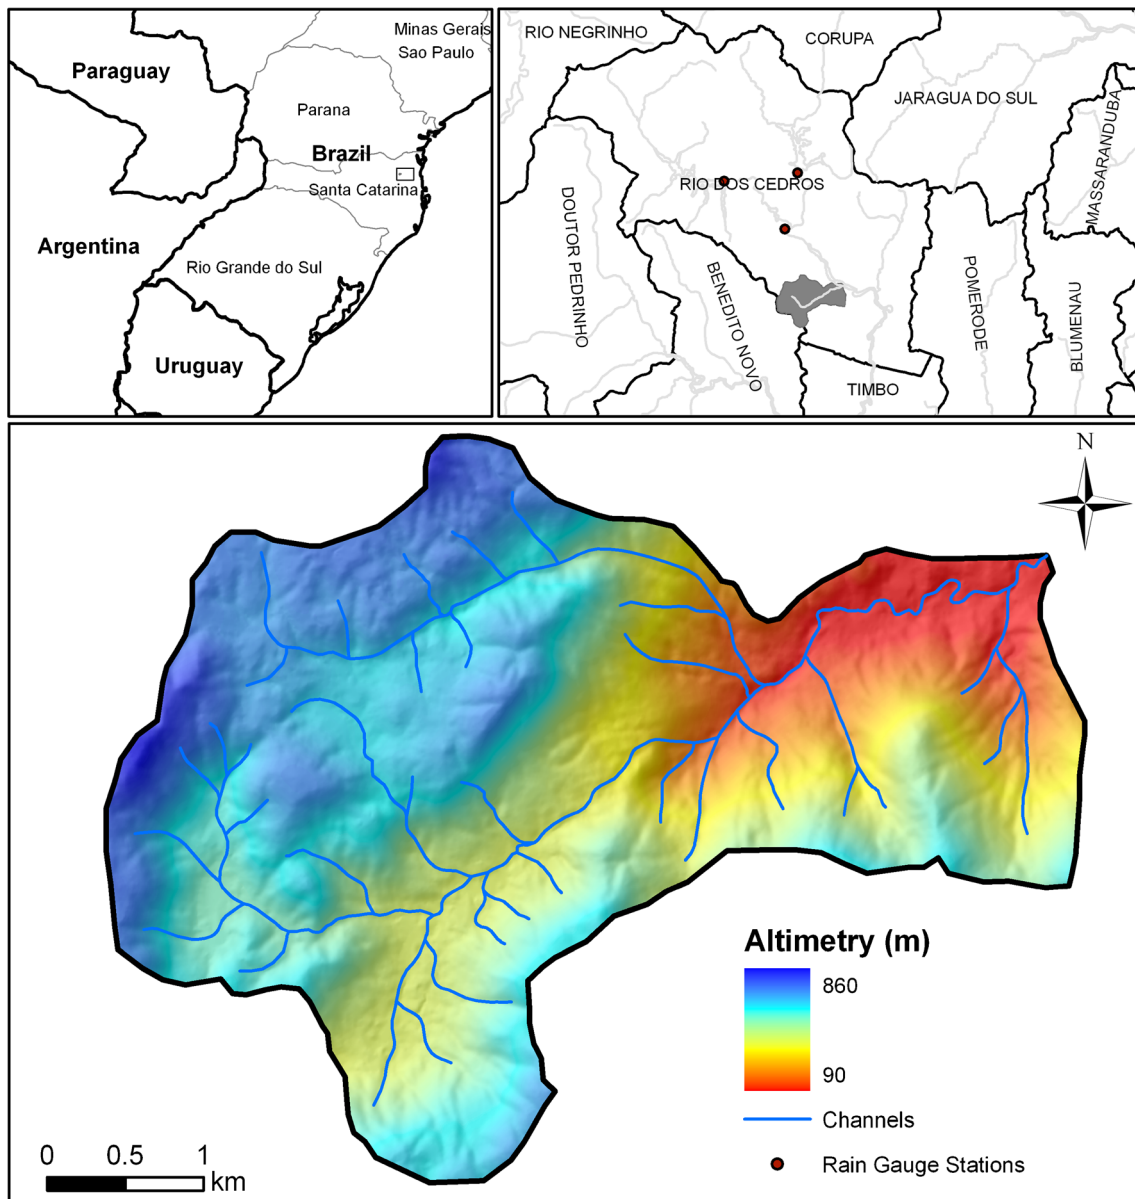 Minas Gerais
Sao Paulo
Paraguay
Parana
Brazil
Santa Catarina
Argentina
Rio Grande do Sul
Uruguay
RIO NEGRINHO
CORUPA
JARAGUA DO SUL
MASSARANDUBA
RIO DOS CEDROS
DOUTOR PEDRINHO
BENEDITO NOVO
POMERODE
BLUMENAU
TIMBO
N
Altimetry (m)
860
90
Channels
Rain Gauge Stations
0 0.5 1
km